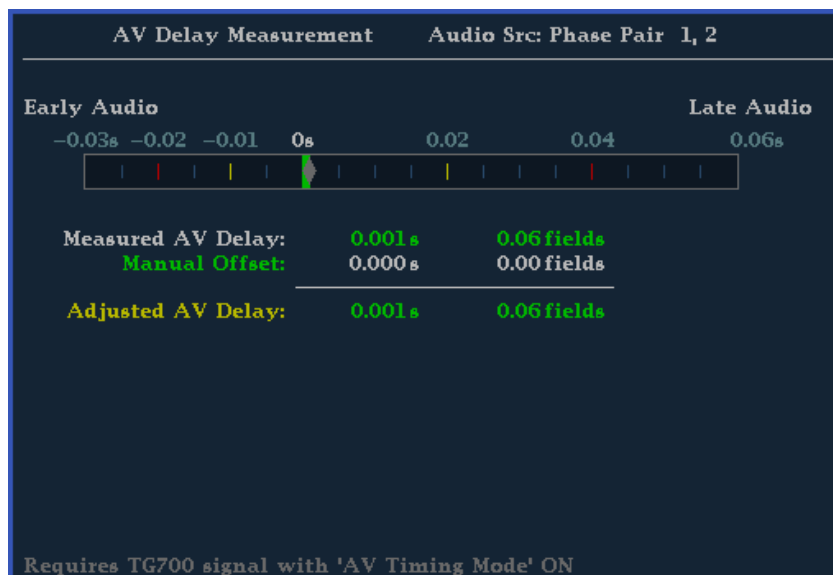 AV Delay Measurement Audio Src: Phase Pair 1, 2
Early Audio Late Audio
−0.03s −0.02 −0.01 0s 0.02 0.04 0.06s
Measured AV Delay: 0.001 s 0.06 fields
Manual Offset: 0.000 s 0.00 fields
Adjusted AV Delay: 0.001 s 0.06 fields
Requires TG700 signal with 'AV Timing Mode' ON